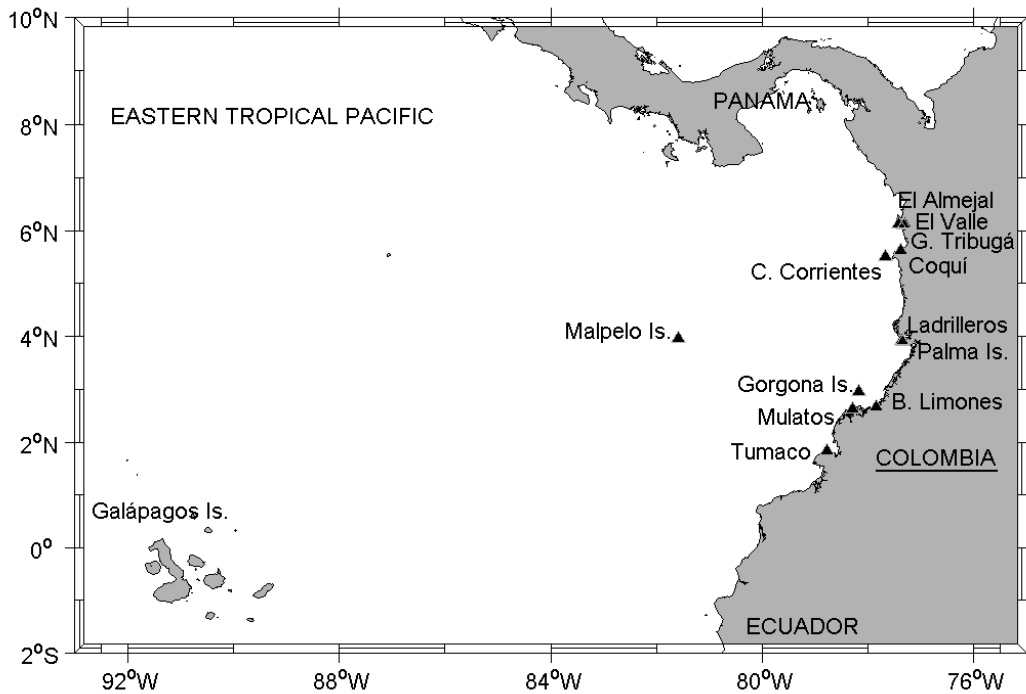 10°N
8°N
6°N
4°N
2°N
0°
2°S
92°W
88°W
84°W
80°W
76°W
EASTERN TROPICAL PACIFIC
PANAMA
El Almejal
El Valle
G. Tribugá
Coquí
C. Corrientes
Ladrilleros
Malpelo Is.
Palma Is.
Gorgona Is.
B. Limones
Mulatos
Tumaco
COLOMBIA
Galápagos Is.
ECUADOR